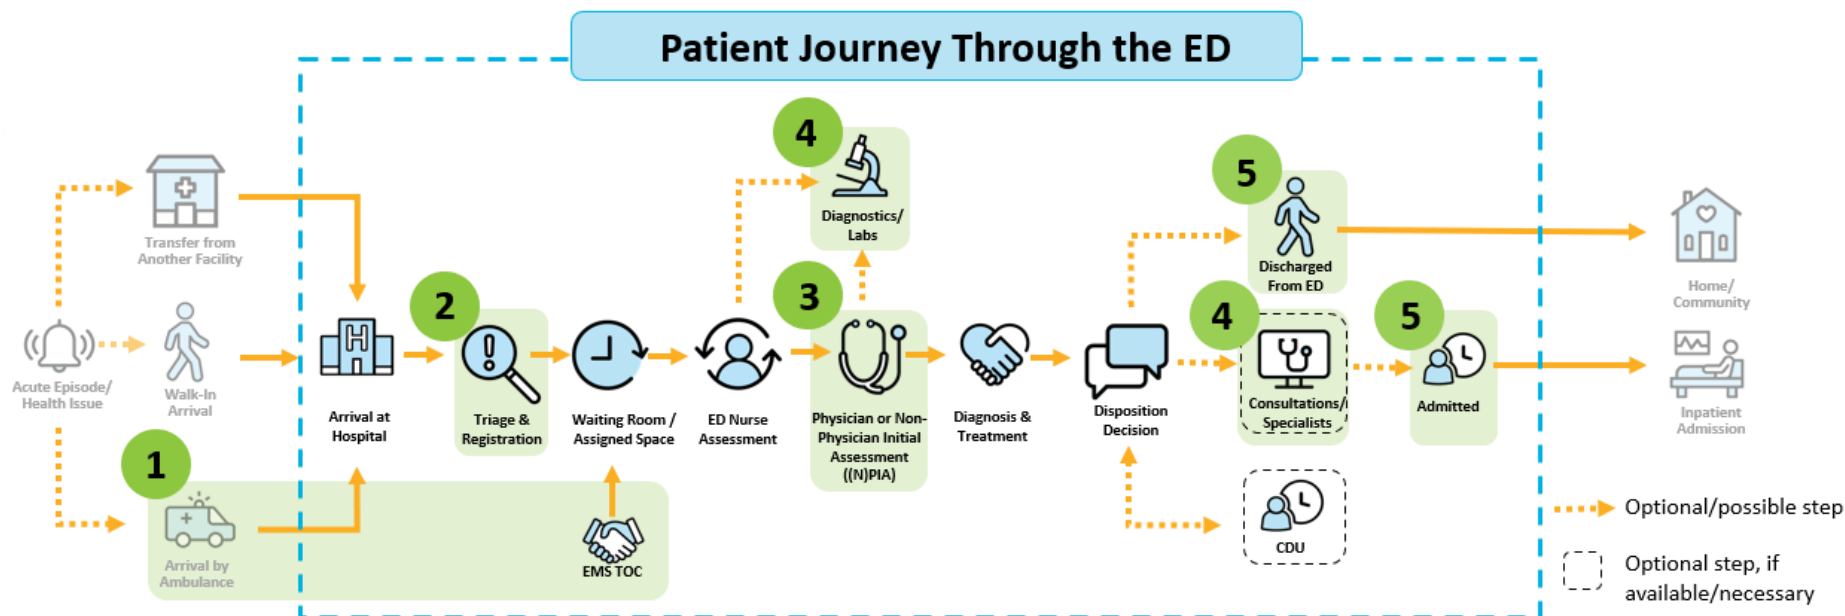 Patient Journey Through the ED
4
Diagnostics/
Labs
5
Discharged
From ED
Transfer from
Another Facility
Home/
Community
Acute Episode/
Health Issue
Walk-In
Arrival
H
Arrival at
Hospital
2
!
Triage &
Registration
Waiting Room /
Assigned Space
ED Nurse
Assessment
3
Physician or Non-
Physician Initial
Assessment
((N)PIA)
Diagnosis &
Treatment
Disposition
Decision
4
Consultations/
Specialists
5
Admitted
Inpatient
Admission
1
Arrival by
Ambulance
EMS TOC
CDU
Optional/possible step
Optional step, if
available/necessary